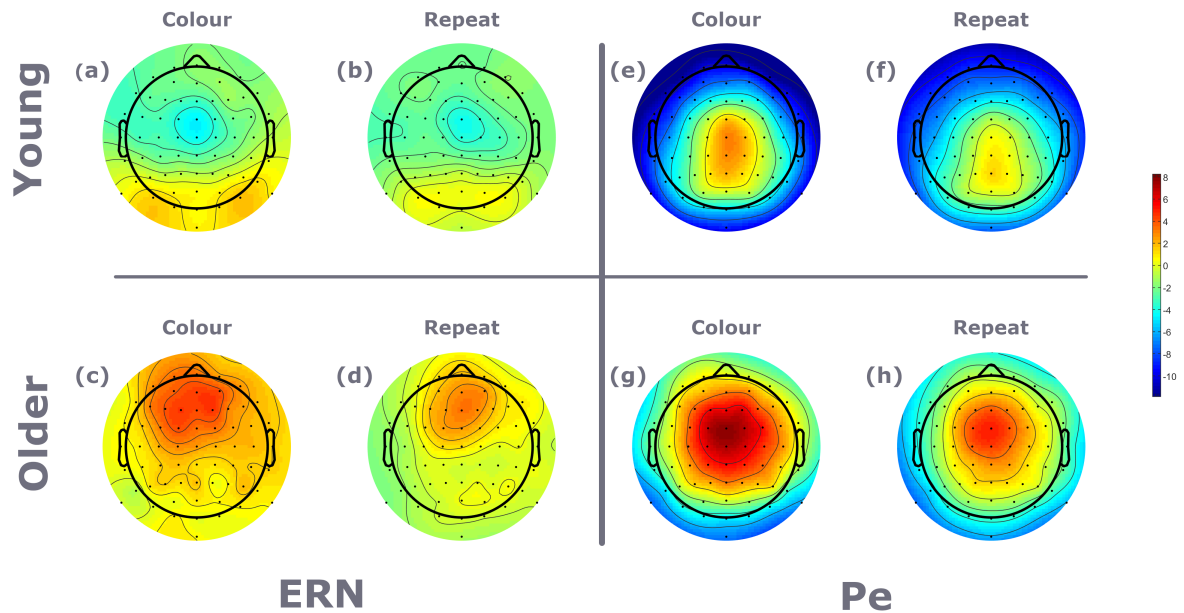 Colour
Repeat
Colour
Repeat
Young
(a)
(b)
(e)
(f)
8
6
4
2
0
-2
-4
-6
-8
-10
Colour
Repeat
Colour
Repeat
Older
(c)
(d)
(g)
(h)
ERN
Pe